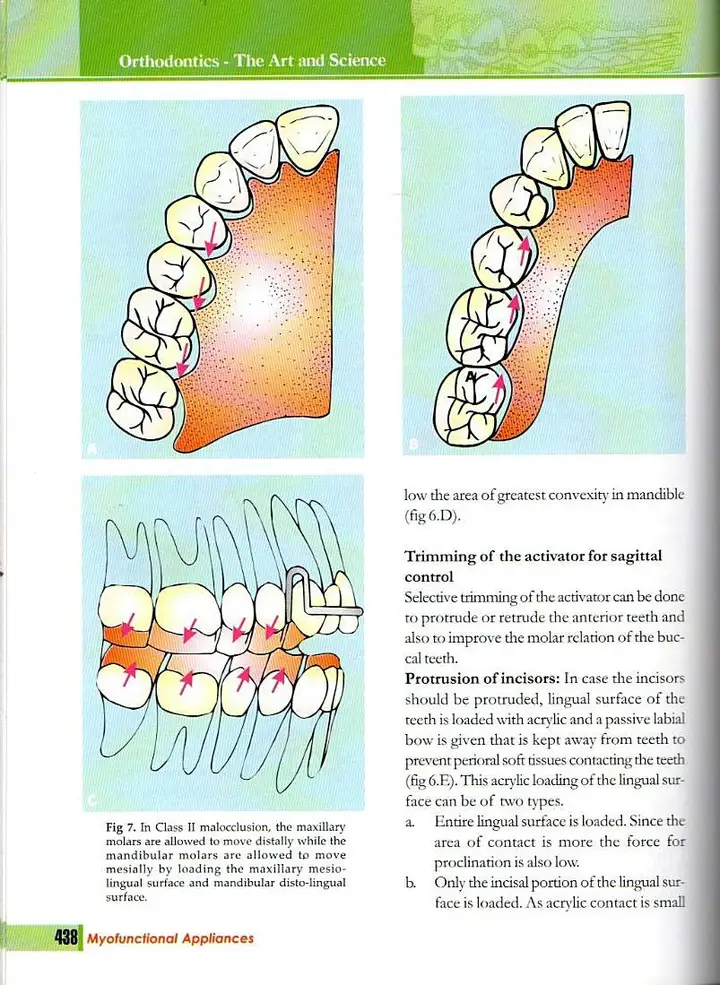 Orthodontics - The Art and Science
A
B
C
Fig 7. In Class II malocclusion, the maxillary
molars are allowed to move distally while the
mandibular molars are allowed to move
mesially by loading the maxillary mesio-
lingual surface and mandibular disto-lingual
surface.
low the area of greatest convexity in mandible
(fig 6.D).
Trimming of the activator for sagittal
control
Selective trimming of the activator can be done
to protrude or retrude the anterior teeth and
also to improve the molar relation of the buc-
cal teeth.
Protrusion of incisors: In case the incisors
should be protruded, lingual surface of the
teeth is loaded with acrylic and a passive labial
bow is given that is kept away from teeth to
prevent perioral soft tissues contacting the teeth
(fig 6.E). This acrylic loading of the lingual sur-
face can be of two types.
a. Entire lingual surface is loaded. Since the
area of contact is more the force for
proclination is also low.
b. Only the incisal portion of the lingual sur-
face is loaded. As acrylic contact is small
438 Myofunctional Appliances